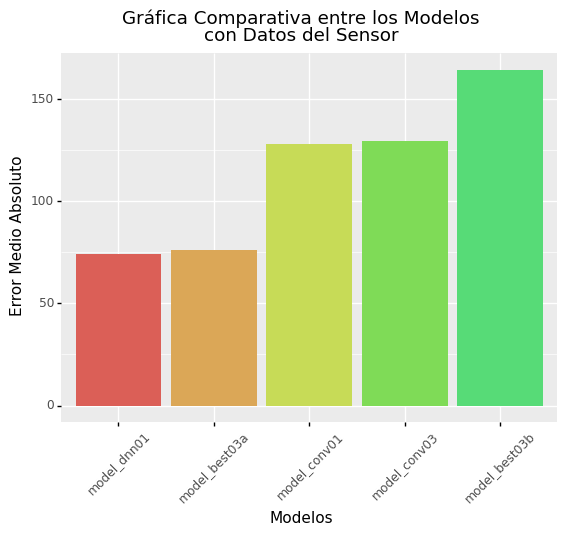 Gráfica Comparativa entre los Modelos
con Datos del Sensor
Error Medio Absoluto
150
100
50
0
model_dnn01
model_best03a
model_conv01
model_conv03
model_best03b
Modelos